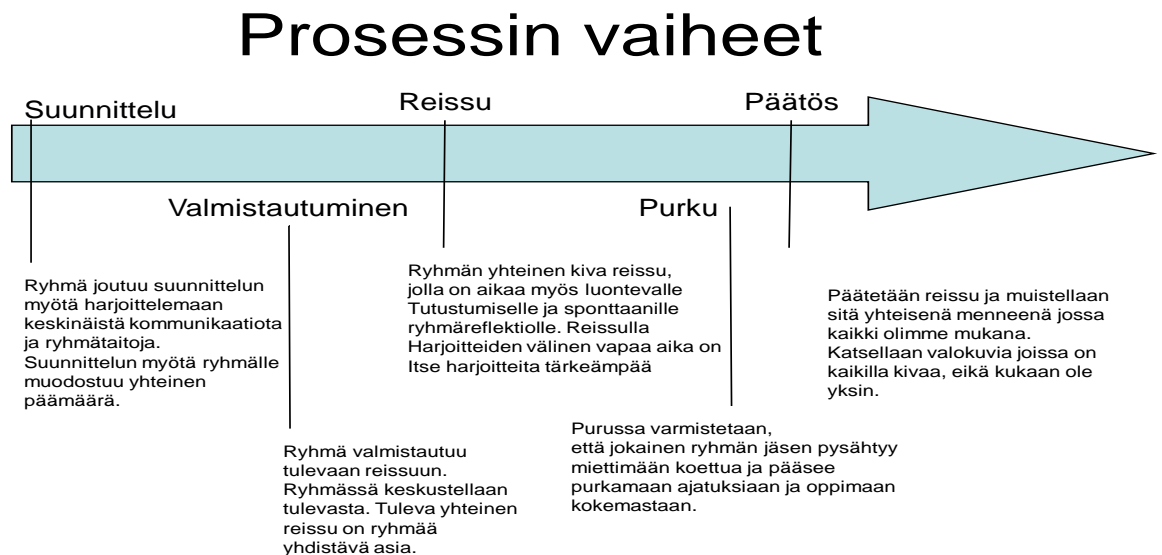 Prosessin vaiheet
Suunnittelu
Reissu
Päätös
Valmistautuminen
Purku
Ryhmä joutuu suunnittelun
myötä harjoittelemaan
keskinäistä kommunikaatiota
ja ryhmätaitoja.
Suunnittelun myötä ryhmälle
muodostuu yhteinen
päämäärä.
Ryhmä valmistautuu
tulevaan reissuun.
Ryhmässä keskustellaan
tulevasta. Tuleva yhteinen
reissu on ryhmää
yhdistävä asia.
Ryhmän yhteinen kiva reissu,
jolla on aikaa myös luontevalle
Tutustumiselle ja sponttaanille
ryhmäreflektiolle. Reissulla
Harjoitteiden välinen vapaa aika on
Itse harjoitteita tärkeämpää
Purussa varmistetaan,
että jokainen ryhmän jäsen pysähtyy
miettimään koettua ja pääsee
purkamaan ajatuksiaan ja oppimaan
kokemastaan.
Päätetään reissu ja muistellaan
sitä yhteisenä menneenä jossa
kaikki olimme mukana.
Katsellaan valokuvia joissa on
kaikilla kivaa, eikä kukaan ole
yksin.